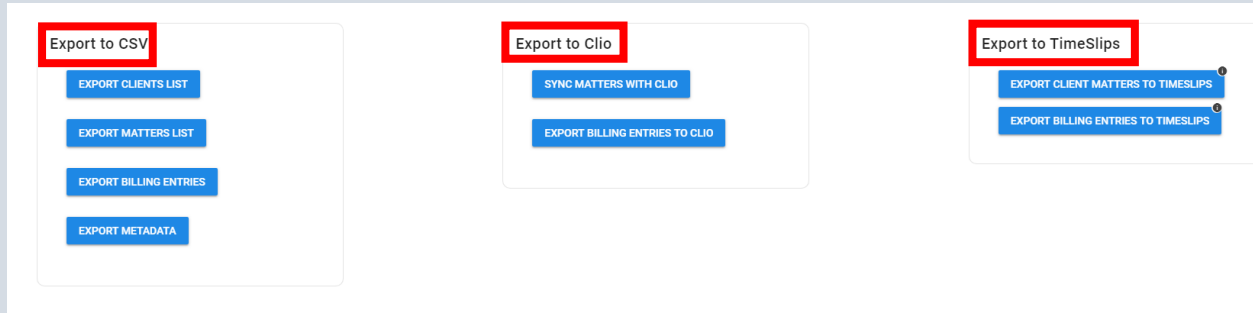 Export to CSV
EXPORT CLIENTS LIST
EXPORT MATTERS LIST
EXPORT BILLING ENTRIES
EXPORT METADATA
Export to Clio
SYNC MATTERS WITH CLIO
EXPORT BILLING ENTRIES TO CLIO
Export to TimeSlips
EXPORT CLIENT MATTERS TO TIMESLIPS
EXPORT BILLING ENTRIES TO TIMESLIPS